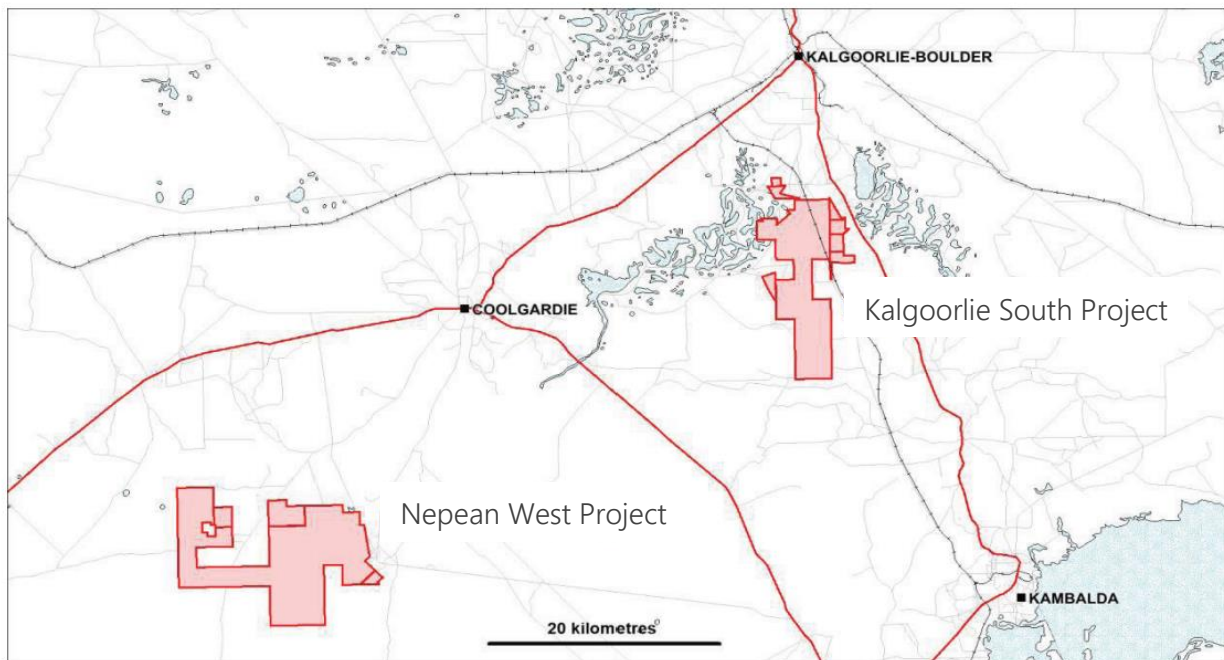 KALGOORLIE-BOULDER
COOLGARDIE
Kalgoorlie South Project
Nepean West Project
KAMBALDA
20 kilometres